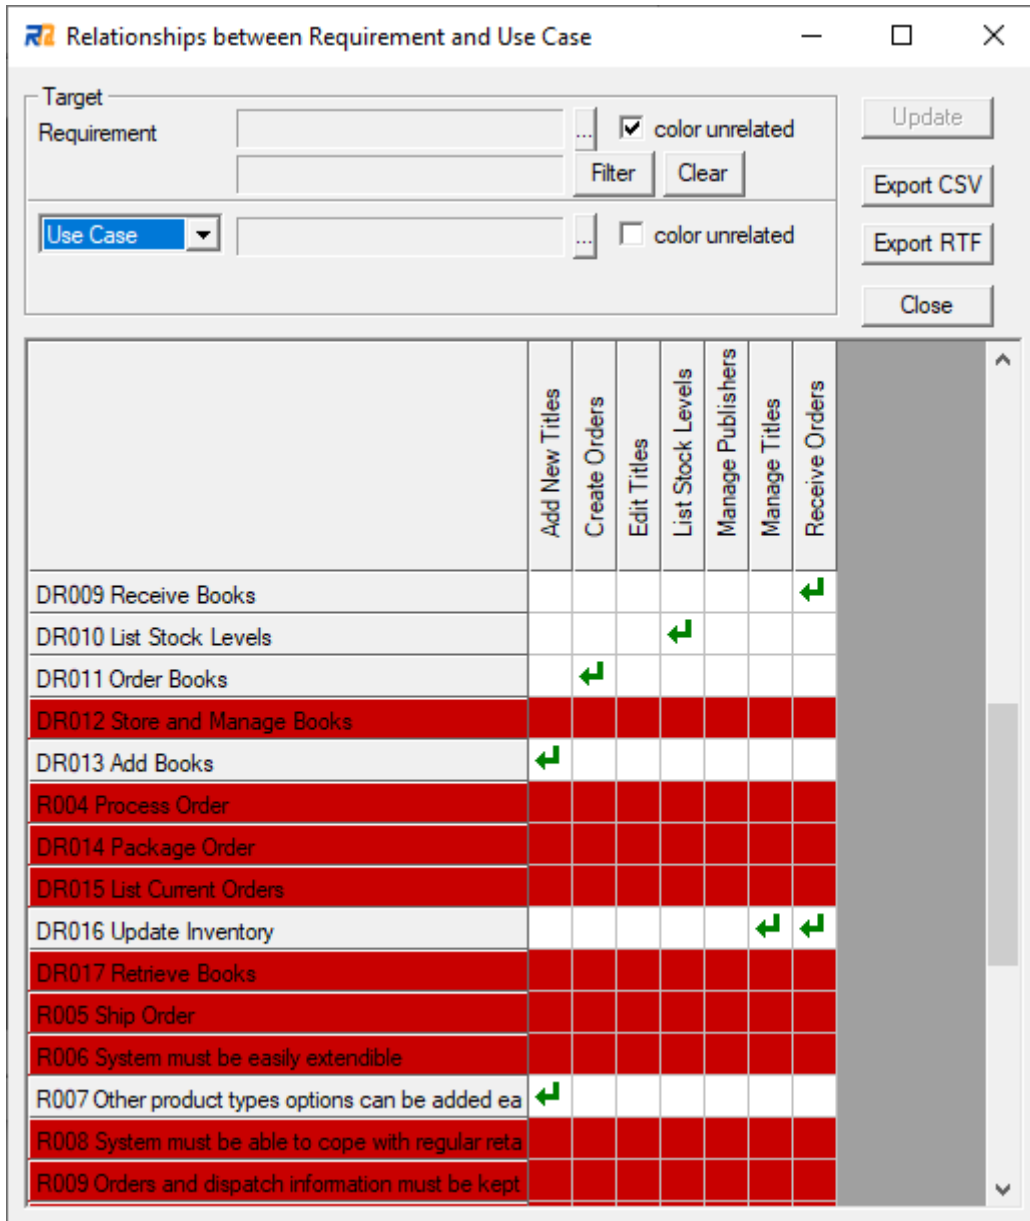 Relationships between Requirement and Use Case
Target
Requirement
...
color unrelated
Update
Filter
Clear
Export CSV
Use Case
...
color unrelated
Export RTF
Close
Add New Titles
Create Orders
Edit Titles
List Stock Levels
Manage Publishers
Manage Titles
Receive Orders
DR009 Receive Books
DR010 List Stock Levels
DR011 Order Books
DR012 Store and Manage Books
DR013 Add Books
R004 Process Order
DR014 Package Order
DR015 List Current Orders
DR016 Update Inventory
DR017 Retrieve Books
R005 Ship Order
R006 System must be easily extendible
R007 Other product types options can be added ea
R008 System must be able to cope with regular reta
R009 Orders and dispatch information must be kept